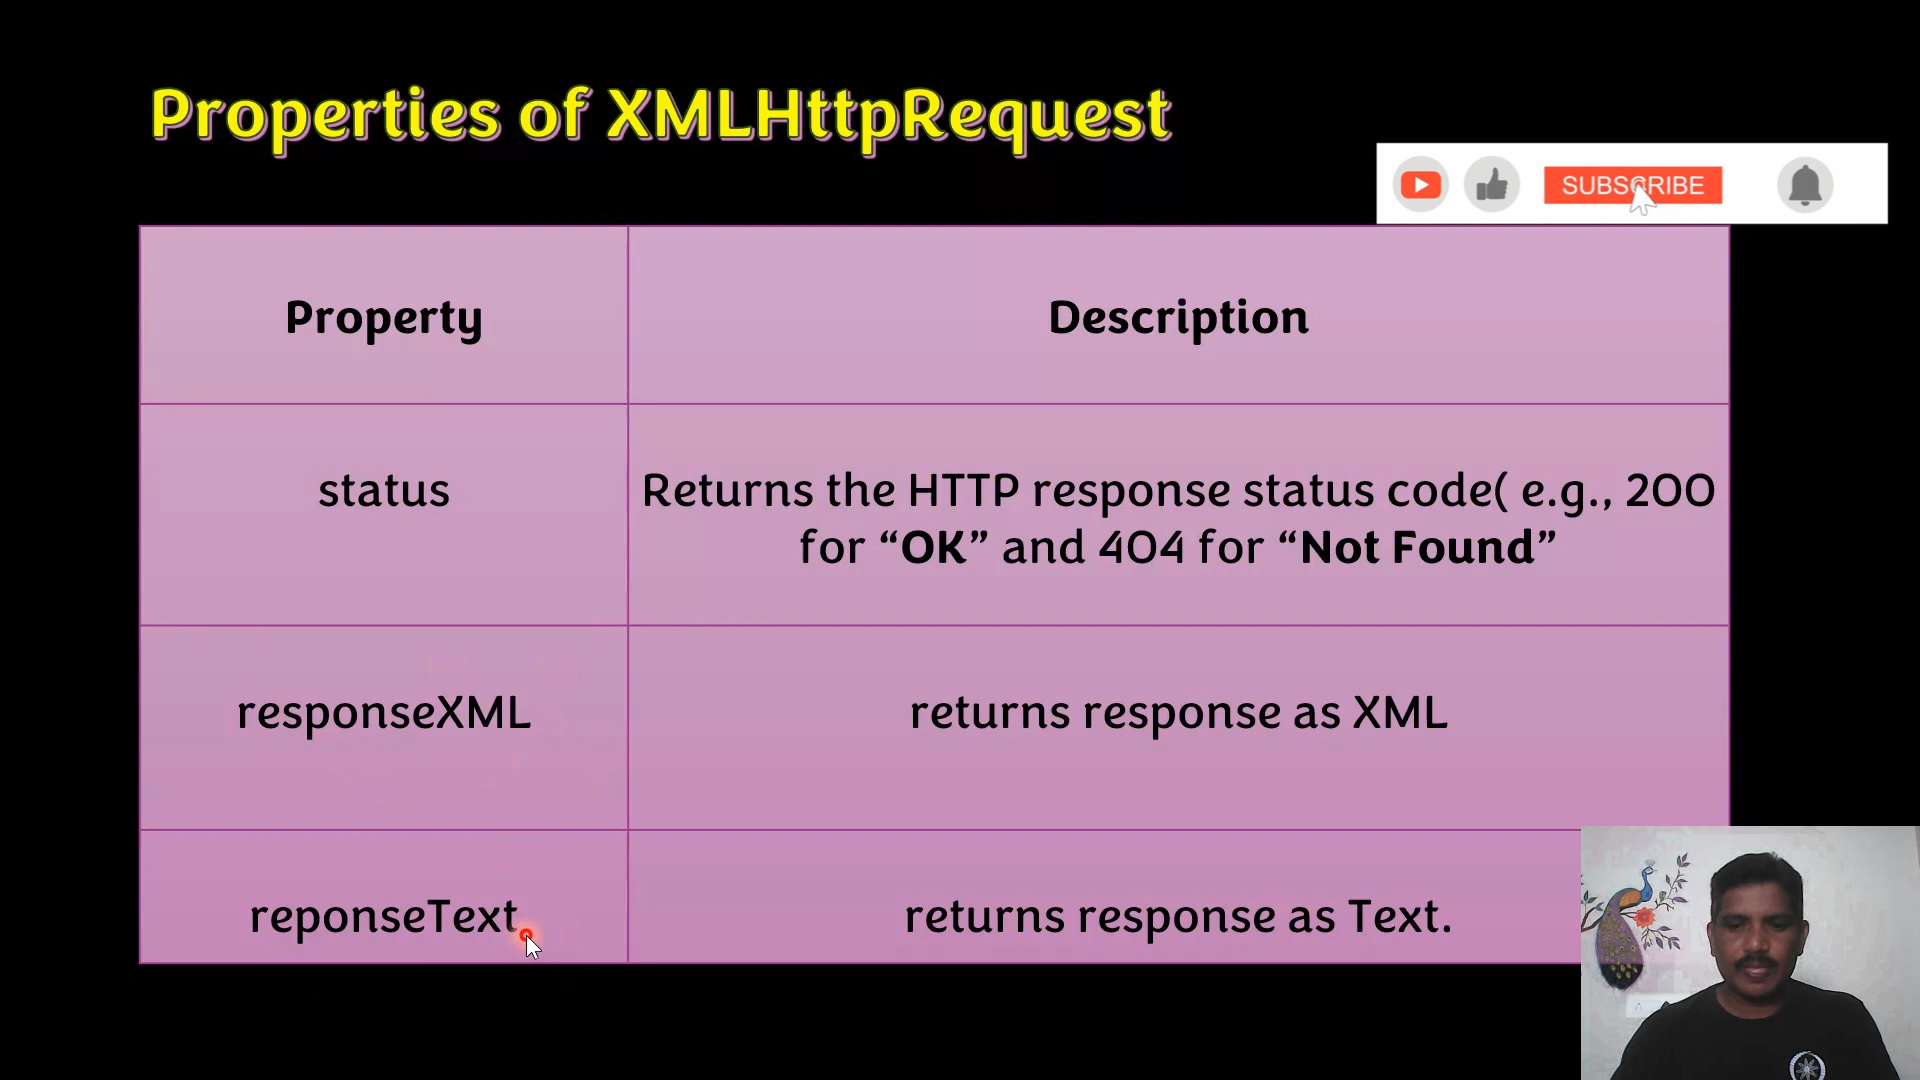 Properties of XMLHttpRequest
SUBSCRIBE
Property
Description
status
Returns the HTTP response status code( e.g., 200
for “OK” and 404 for “Not Found”
responseXML
returns response as XML
reponseText
returns response as Text.